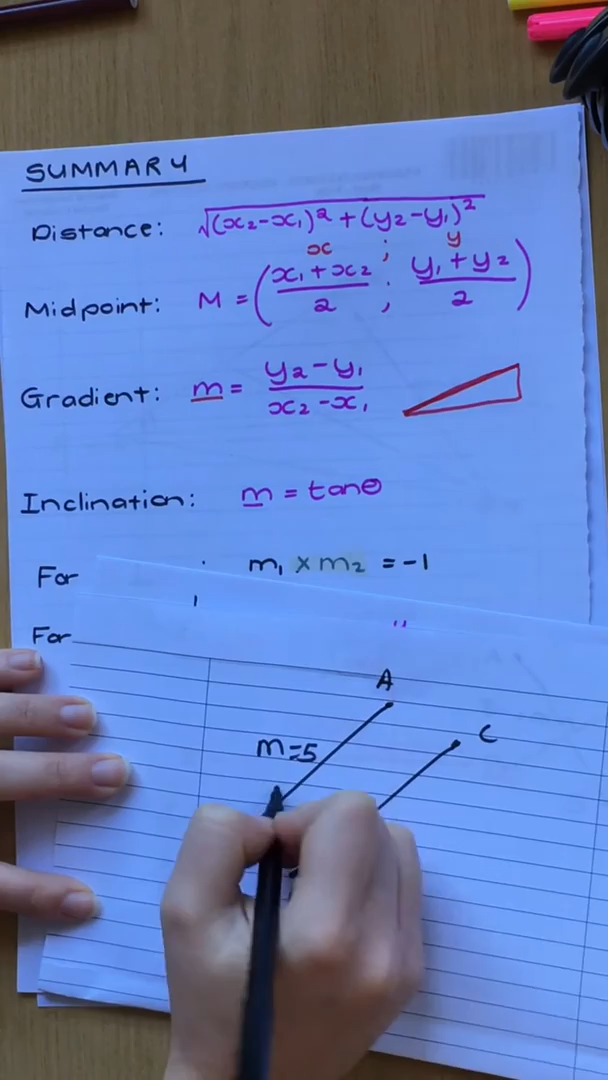 SUMMARY
Distance: √(x₂-x₁)² + (y₂-y₁)²
x ; y
Midpoint: M = (x₁ + x₂ / 2 ; y₁ + y₂ / 2)
Gradient: m = y₂ - y₁ / x₂ - x₁
Inclination: m = tanθ
For m₁ × m₂ = -1
For
A
C
m=5